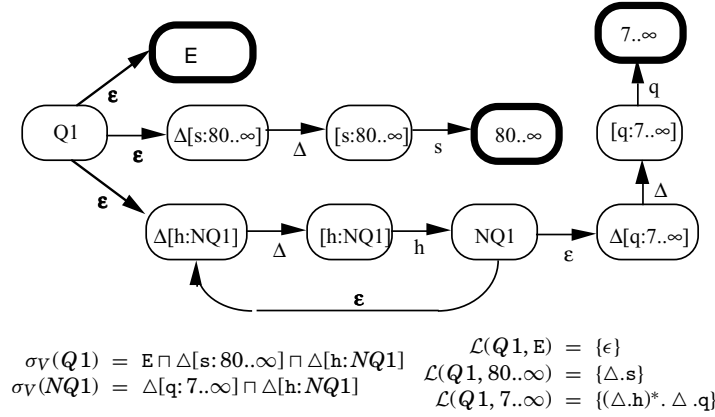 7..∞
E
ε
q
Q1
ε
Δ[s:80..∞]
Δ
[s:80..∞]
s
80..∞
[q:7..∞]
ε
Δ
Δ[h:NQ1]
Δ
[h:NQ1]
h
NQ1
ε
Δ[q:7..∞]
ε
σV(Q1) = E ⊓ △[s:80..∞] ⊓ △[h:NQ1]
σV(NQ1) = △[q:7..∞] ⊓ △[h:NQ1]
L(Q1, E) = {ϵ}
L(Q1, 80..∞) = {△.s}
L(Q1, 7..∞) = {(△.h)*. △ .q}